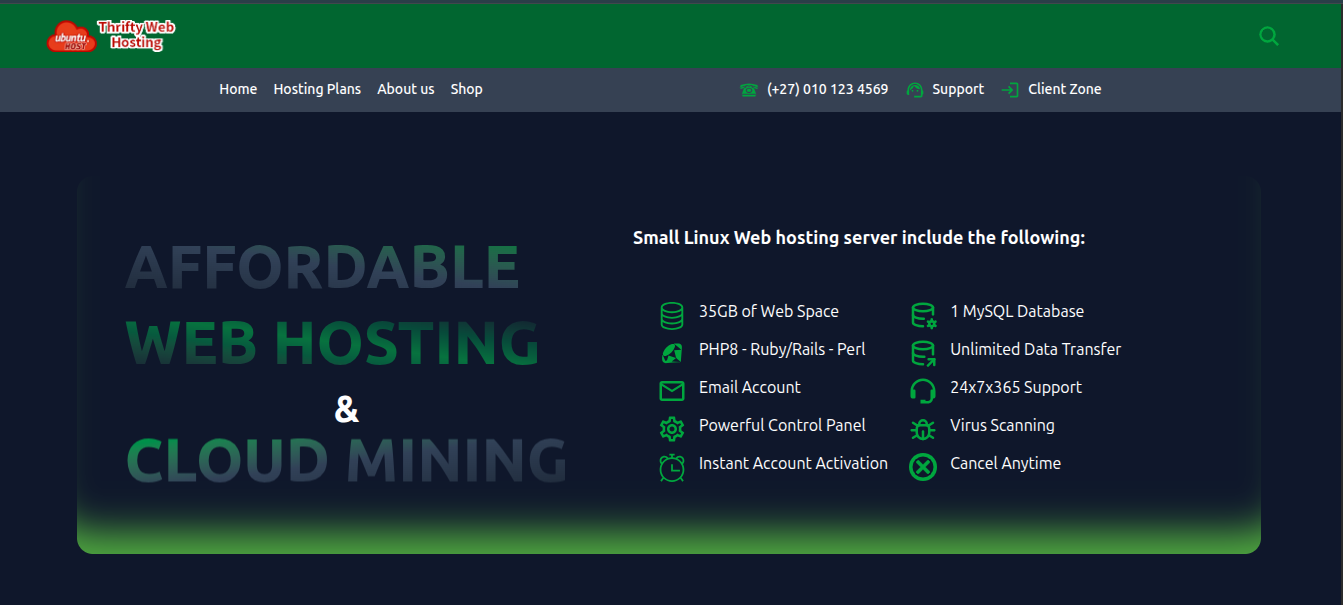 ubuntu
HOST
Thrifty Web
Hosting
Home Hosting Plans About us Shop
(+27) 010 123 4569 Support Client Zone
AFFORDABLE
WEB HOSTING
&
CLOUD MINING
Small Linux Web hosting server include the following:
35GB of Web Space
1 MySQL Database
PHP8 - Ruby/Rails - Perl
Unlimited Data Transfer
Email Account
24x7x365 Support
Powerful Control Panel
Virus Scanning
Instant Account Activation
Cancel Anytime